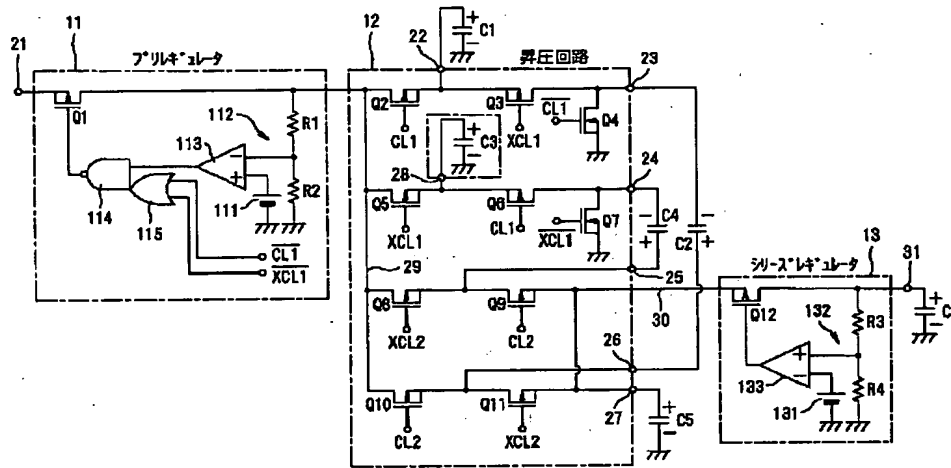 11
21
プリレギュレータ
Q1
112
113
114
115
111
R1
R2
CL1
XCL1
12
昇圧回路
22
C1
+
-
23
Q2
CL1
Q3
XCL1
CL1
Q4
C3
+
-
28
24
Q5
XCL1
Q6
CL1
XCL1
Q7
C4
-
+
C2
-
+
25
29
Q8
XCL2
Q9
CL2
30
26
27
Q10
CL2
Q11
XCL2
C5
+
-
シリーズレギュレータ
13
31
Q12
132
133
131
R3
R4
C
+
-